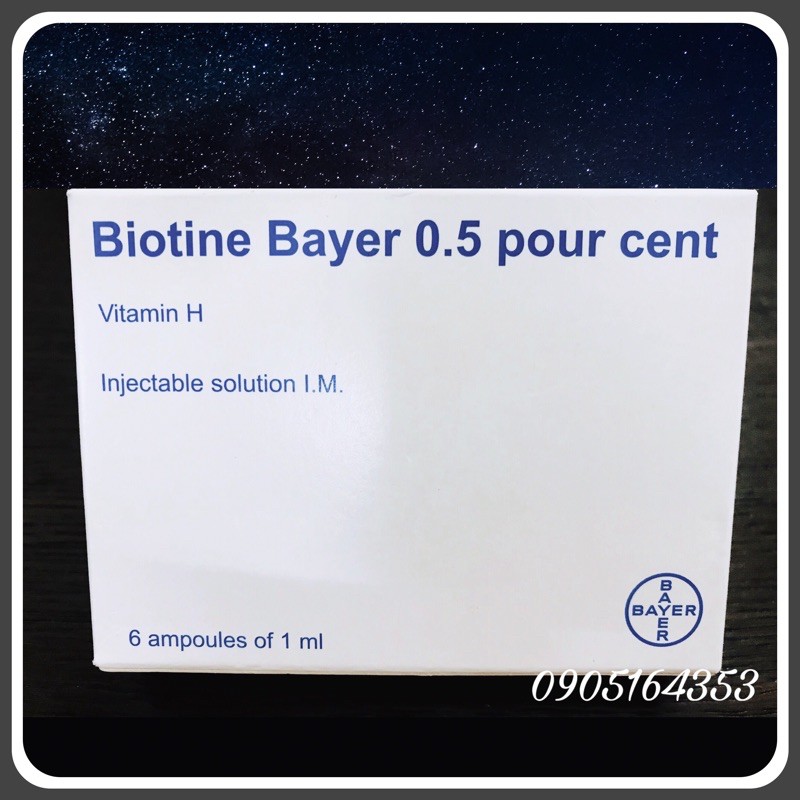 Biotine Bayer 0.5 pour cent
Vitamin H
Injectable solution I.M.
6 ampoules of 1 ml
BAYER
BAYER
0905164353